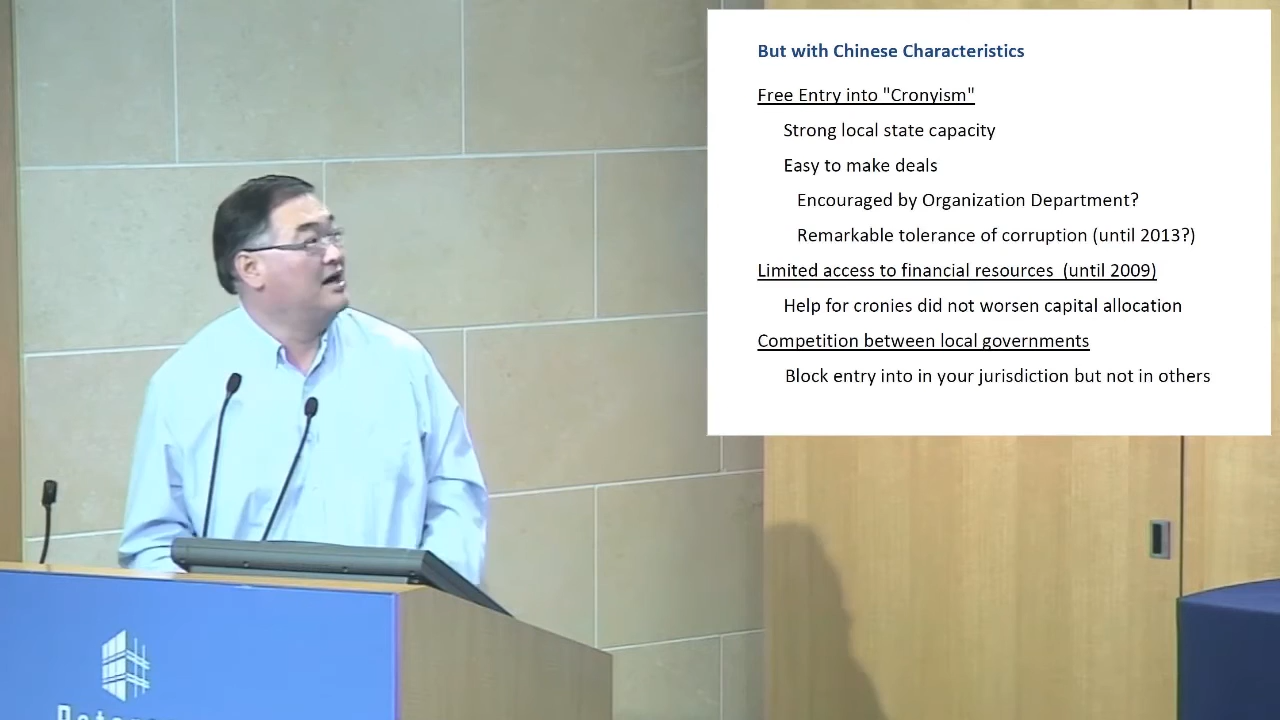 But with Chinese Characteristics
Free Entry into "Cronyism"
Strong local state capacity
Easy to make deals
Encouraged by Organization Department?
Remarkable tolerance of corruption (until 2013?)
Limited access to financial resources  (until 2009)
Help for cronies did not worsen capital allocation
Competition between local governments
Block entry into in your jurisdiction but not in others